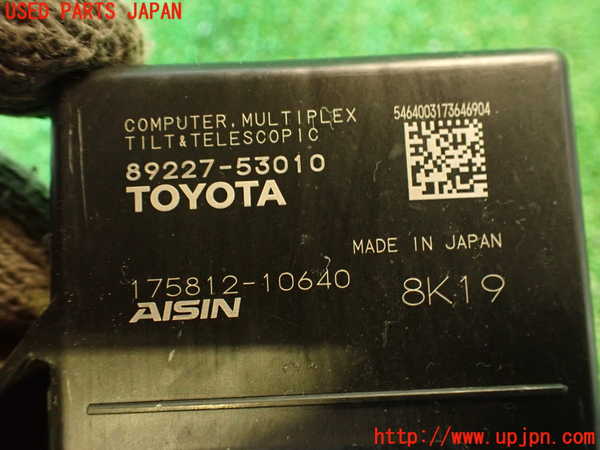 USED PARTS JAPAN
COMPUTER, MULTIPLEX
TILT&TELESCOPIC
89227-53010
TOYOTA
5464003173646904
MADE IN JAPAN
175812-10640
8K19
AISIN
http://www.upjpn.com/